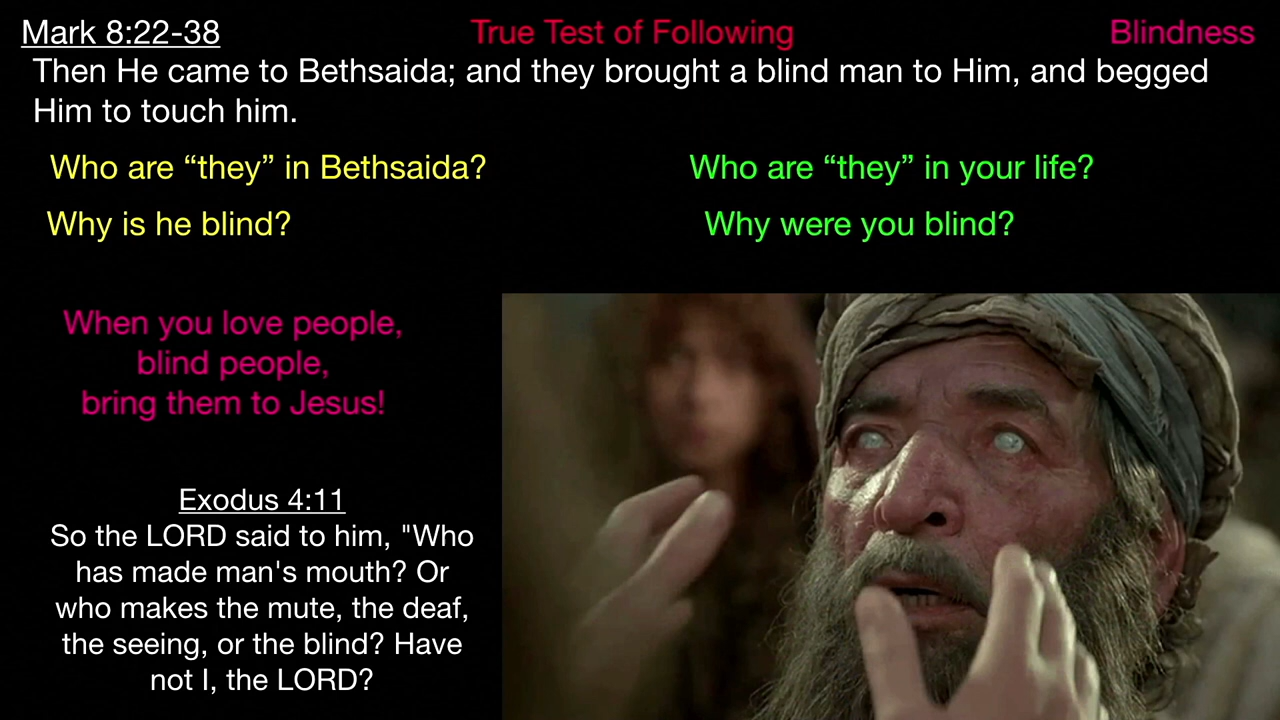 Mark 8:22-38
True Test of Following
Blindness
Then He came to Bethsaida; and they brought a blind man to Him, and begged
Him to touch him.
Who are “they” in Bethsaida?
Who are “they” in your life?
Why is he blind?
Why were you blind?
When you love people,
blind people,
bring them to Jesus!
Exodus 4:11
So the LORD said to him, "Who
has made man's mouth? Or
who makes the mute, the deaf,
the seeing, or the blind? Have
not I, the LORD?